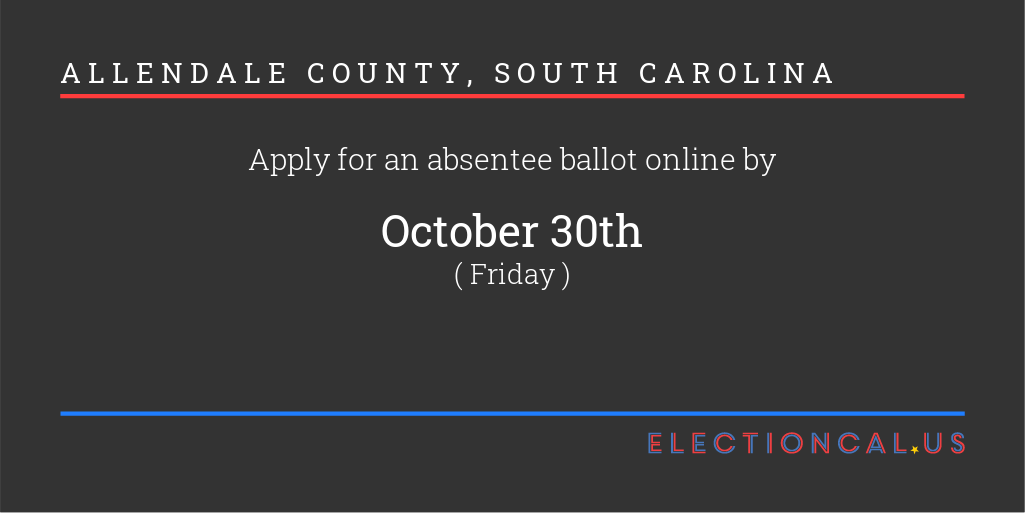 ALLENDALE COUNTY, SOUTH CAROLINA
Apply for an absentee ballot online by
October 30th
( Friday )
ELECTIONCAL.US